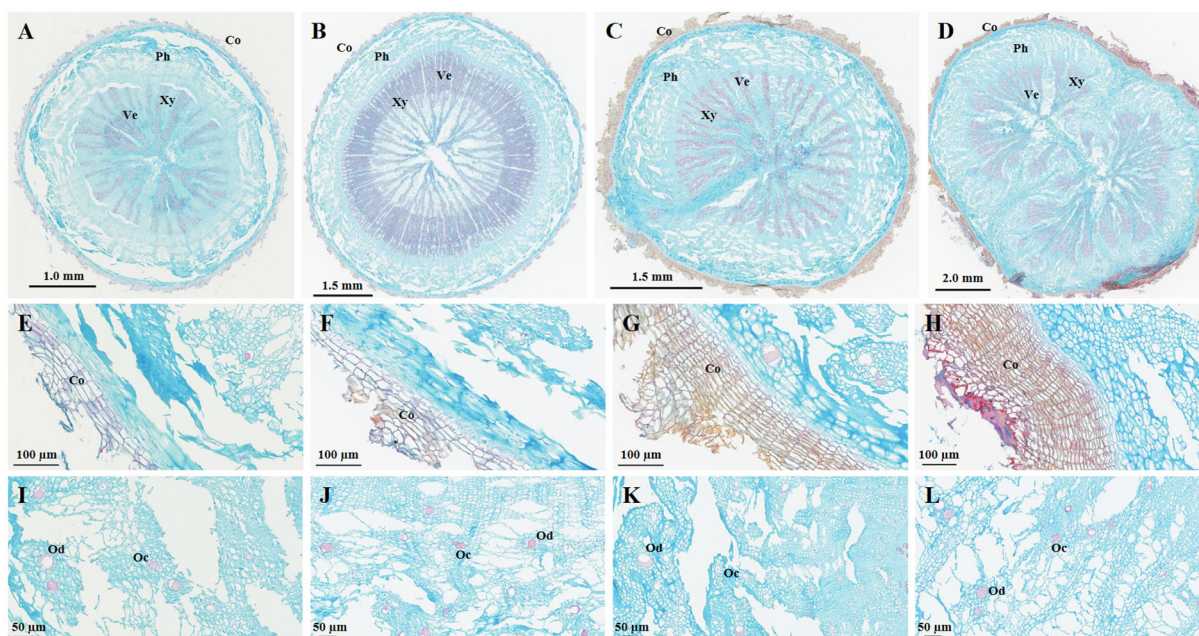 A
Co
Ph
Xy
Ve
1.0 mm
B
Co
Ph
Ve
Xy
1.5 mm
C
Co
Ph
Ve
Xy
1.5 mm
D
Co
Ph
Xy
Ve
2.0 mm
E
Co
100 μm
F
Co
100 μm
G
Co
100 μm
H
Co
100 μm
I
Od
Oc
50 μm
J
Od
Oc
50 μm
K
Od
Oc
50 μm
L
Oc
Od
50 μm